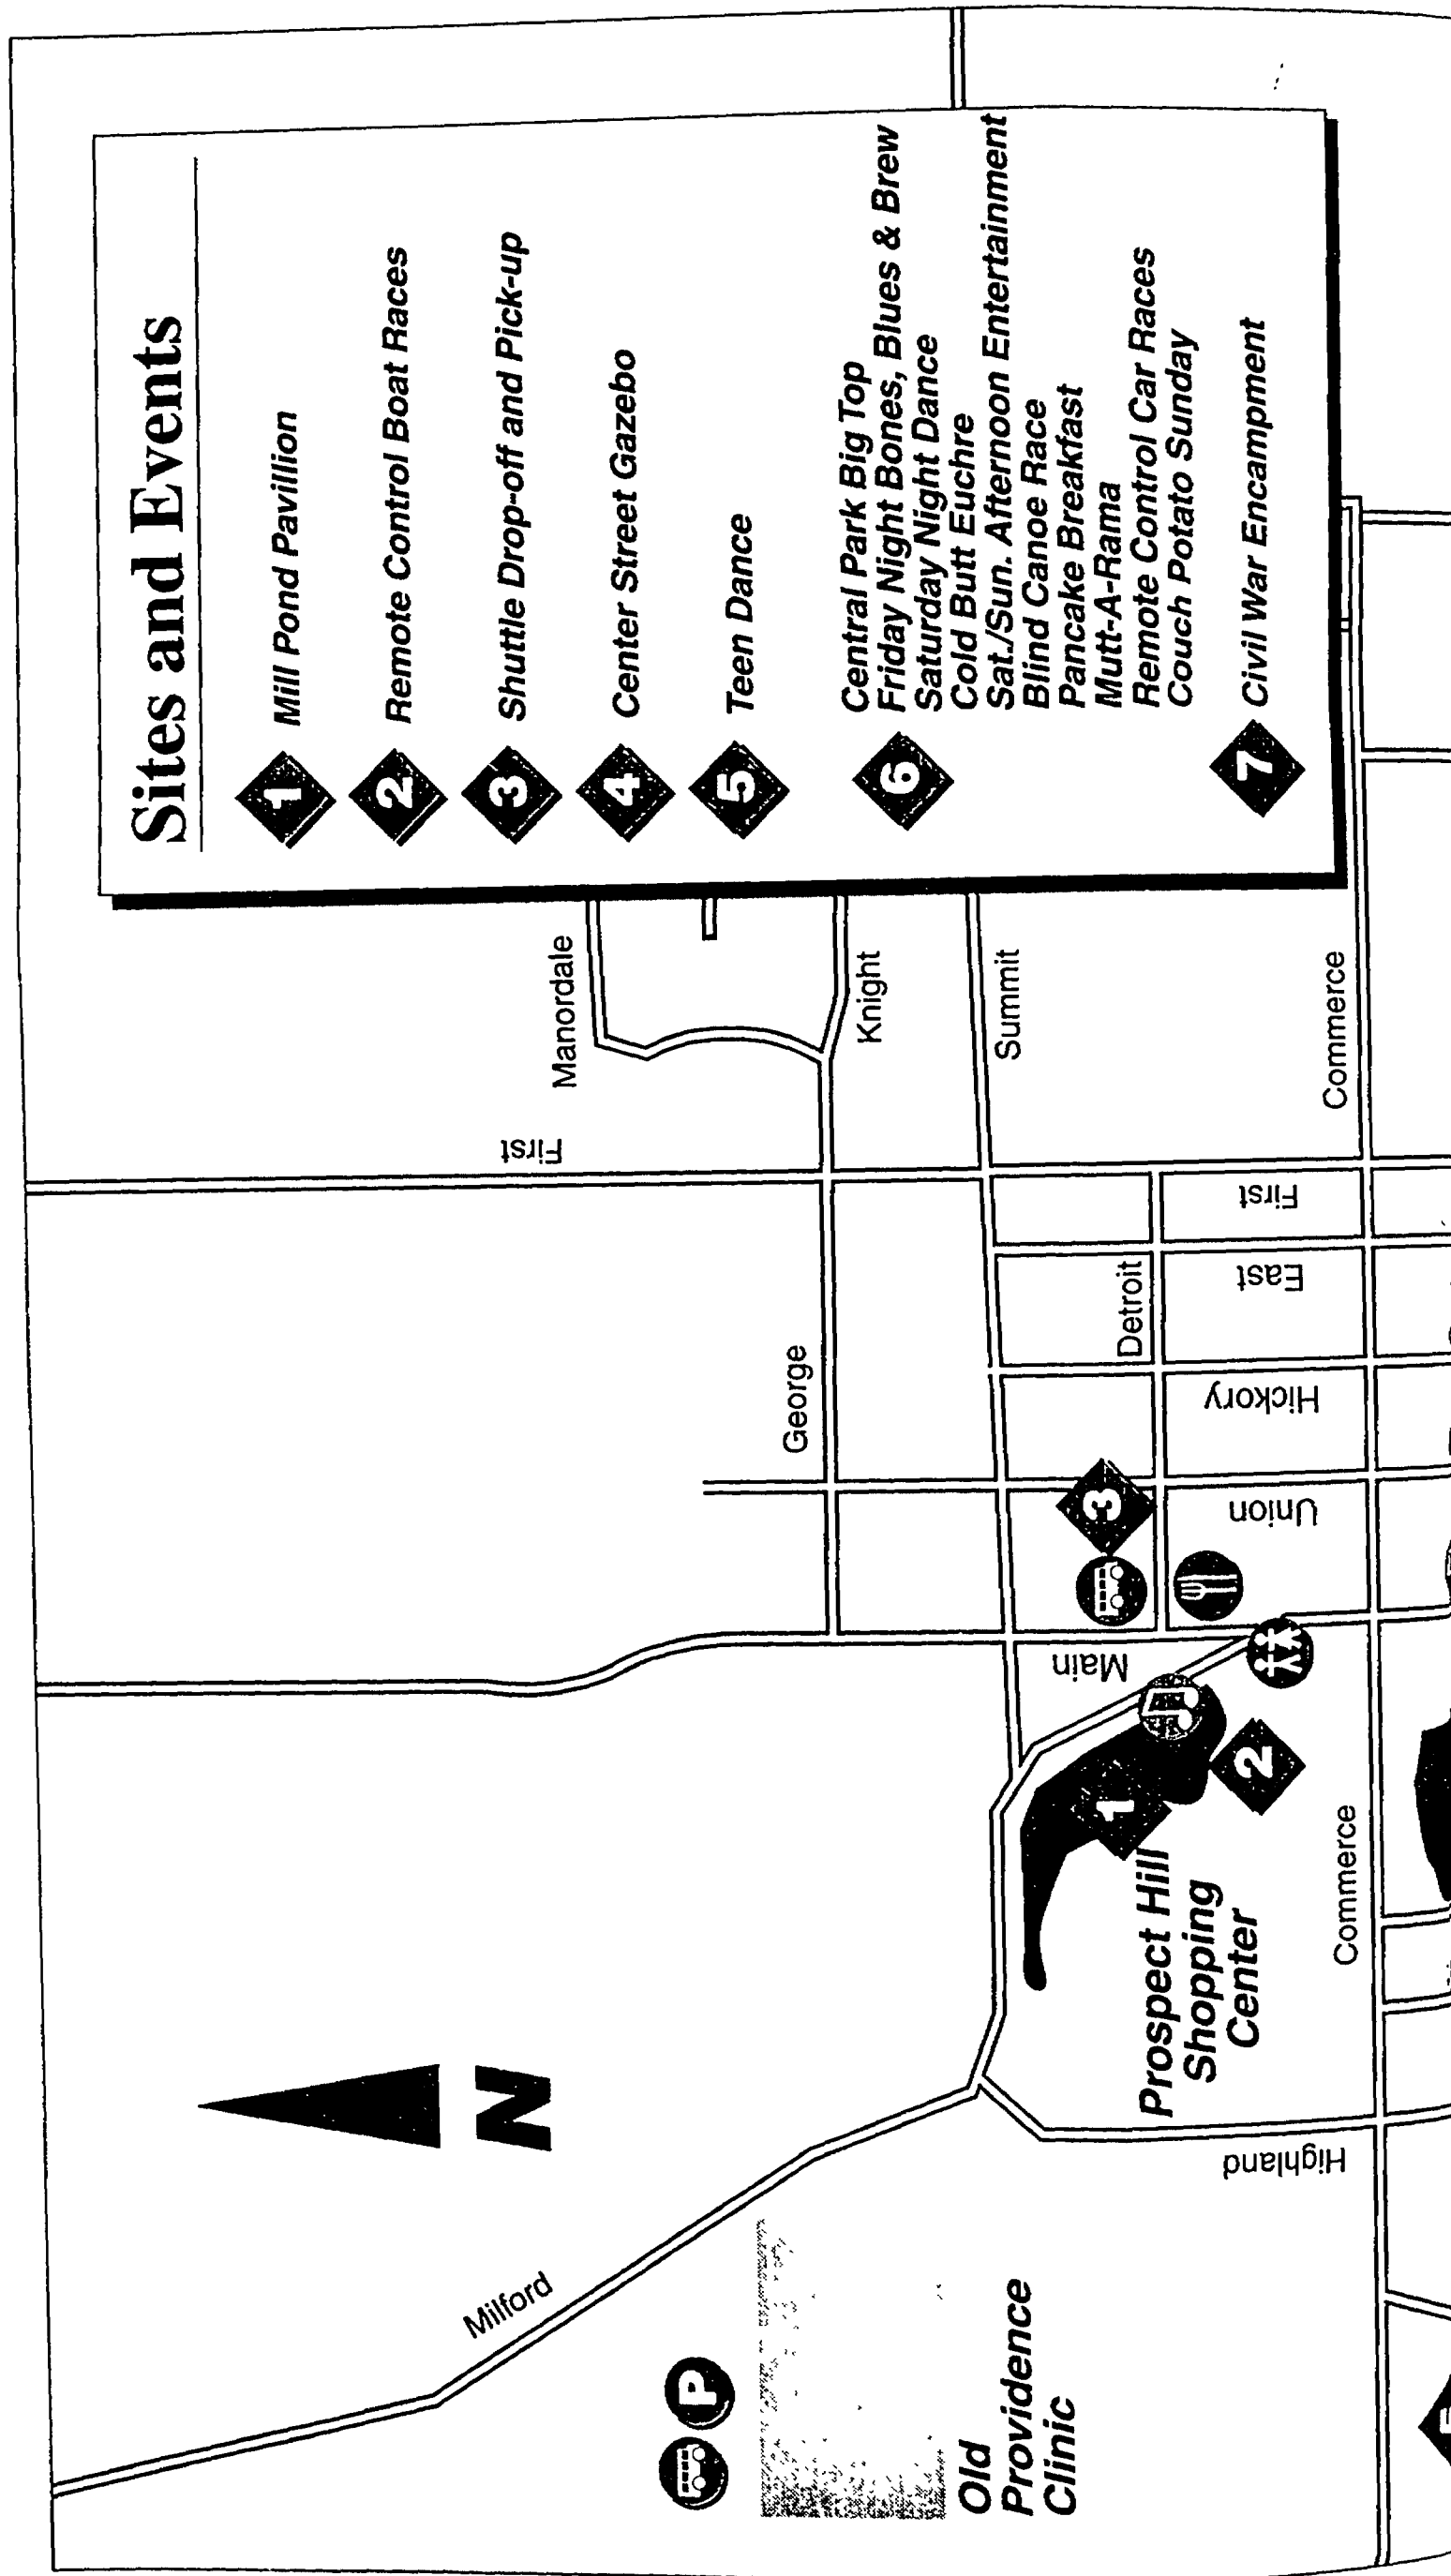 Sites and Events
1 Mill Pond Pavillion
2 Remote Control Boat Races
3 Shuttle Drop-off and Pick-up
4 Center Street Gazebo
5 Teen Dance
6 Central Park Big Top
Friday Night Bones, Blues & Brew
Saturday Night Dance
Cold Butt Euchre
Sat./Sun. Afternoon Entertainment
Blind Canoe Race
Pancake Breakfast
Mutt-A-Rama
Remote Control Car Races
Couch Potato Sunday
7 Civil War Encampment
N
Milford
P
Old
Providence
Clinic
Manordale
First
George
Knight
Summit
Main
3
Detroit
1
2
Prospect Hill
Shopping
Center
Highland
Union
Hickory
East
First
Commerce
Commerce